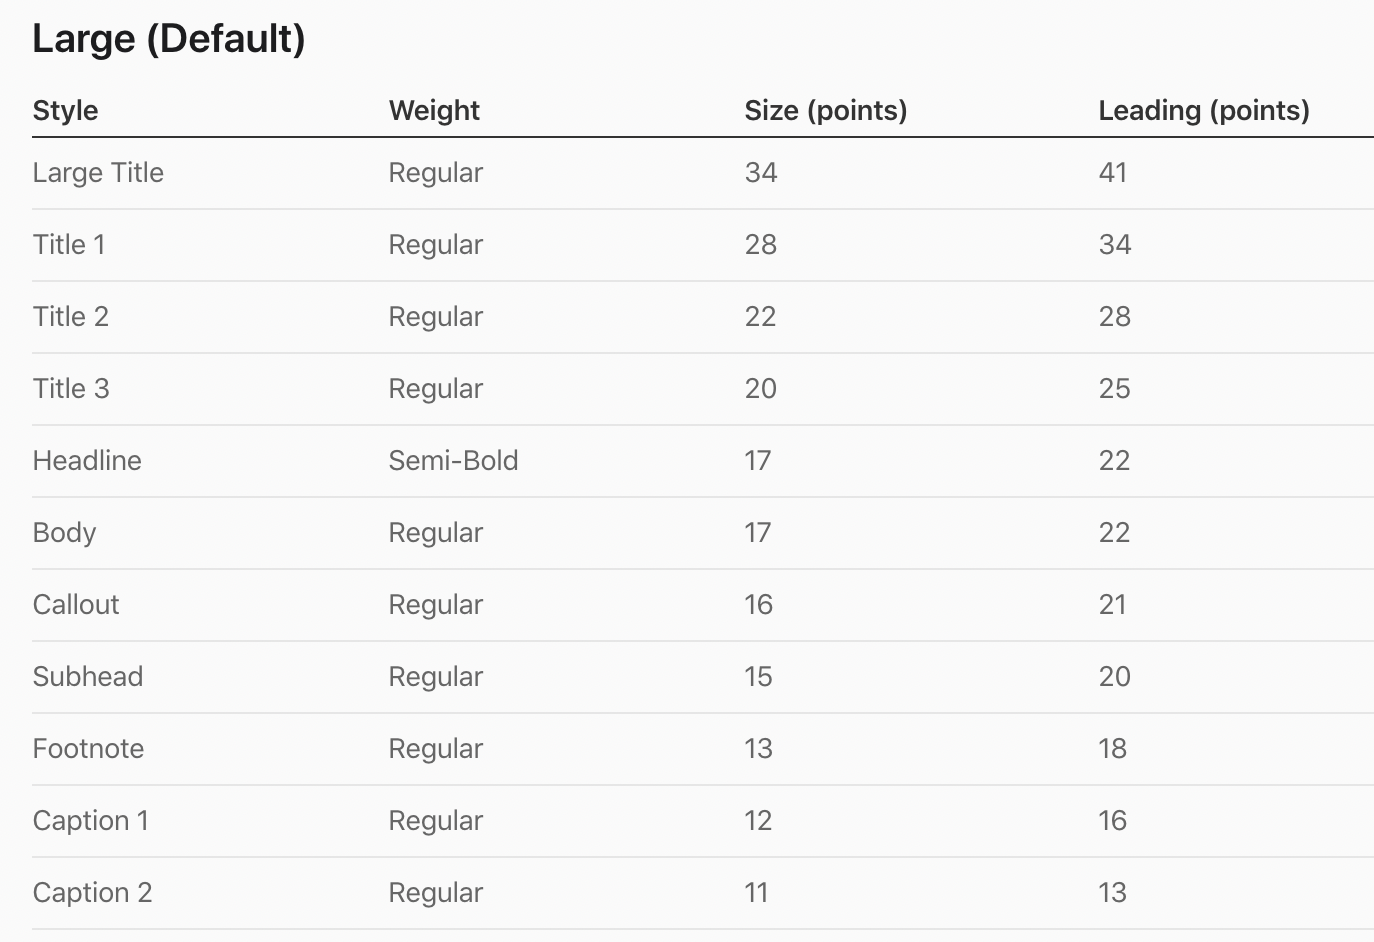 Large (Default)
Style Weight Size (points) Leading (points)
Large Title Regular 34 41
Title 1 Regular 28 34
Title 2 Regular 22 28
Title 3 Regular 20 25
Headline Semi-Bold 17 22
Body Regular 17 22
Callout Regular 16 21
Subhead Regular 15 20
Footnote Regular 13 18
Caption 1 Regular 12 16
Caption 2 Regular 11 13